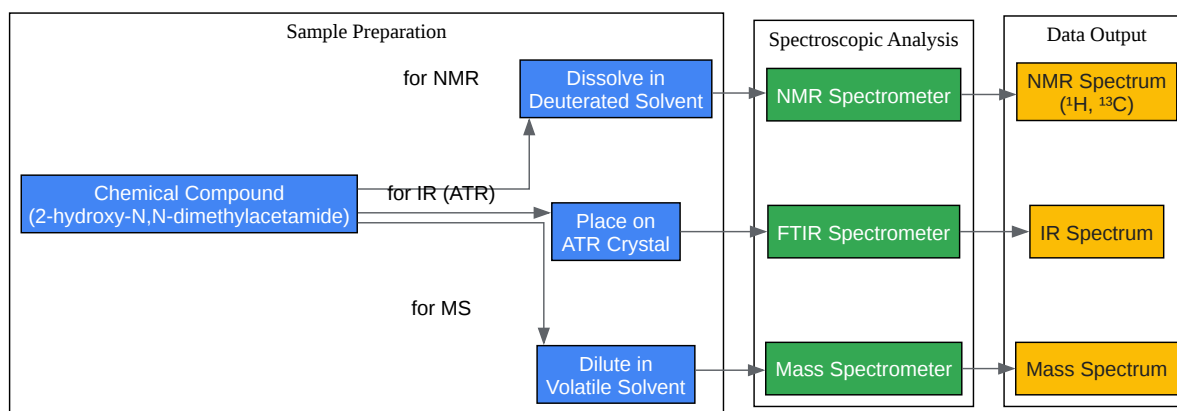 Sample Preparation
Spectroscopic Analysis
Data Output
for NMR
Dissolve in
Deuterated Solvent
NMR Spectrometer
NMR Spectrum
(¹H, ¹³C)
Chemical Compound
(2-hydroxy-N,N-dimethylacetamide)
for IR (ATR)
Place on
ATR Crystal
FTIR Spectrometer
IR Spectrum
for MS
Dilute in
Volatile Solvent
Mass Spectrometer
Mass Spectrum